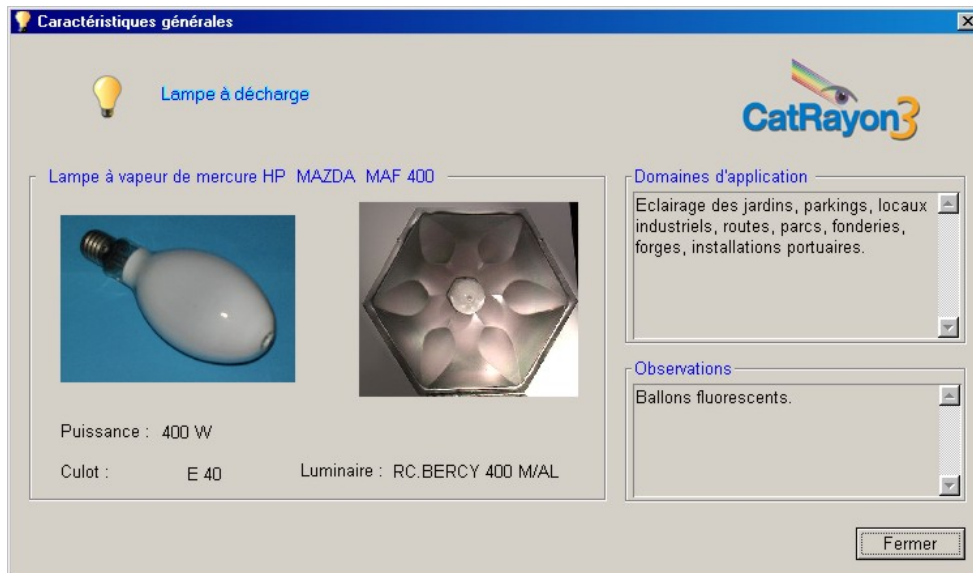 Caractéristiques générales
Lampe à décharge
CatRayon3
Lampe à vapeur de mercure HP MAZDA MAF 400
Puissance : 400 W
Culot : E 40
Luminaire : RC.BERCY 400 M/AL
Domaines d'application
Eclairage des jardins, parkings, locaux
industriels, routes, parcs, fonderies,
forges, installations portuaires.
Observations
Ballons fluorescents.
Fermer